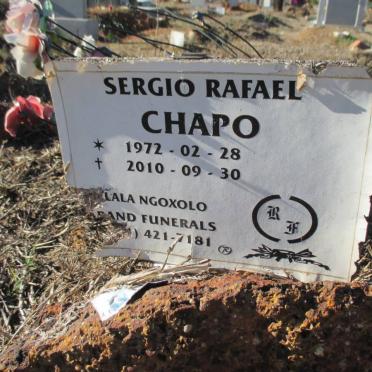 SERGIO RAFAEL
CHAPO
1972 - 02 - 28
✝ 2010 - 09 - 30
LALA NGOXOLO
RAND FUNERALS
) 421-7181
R F